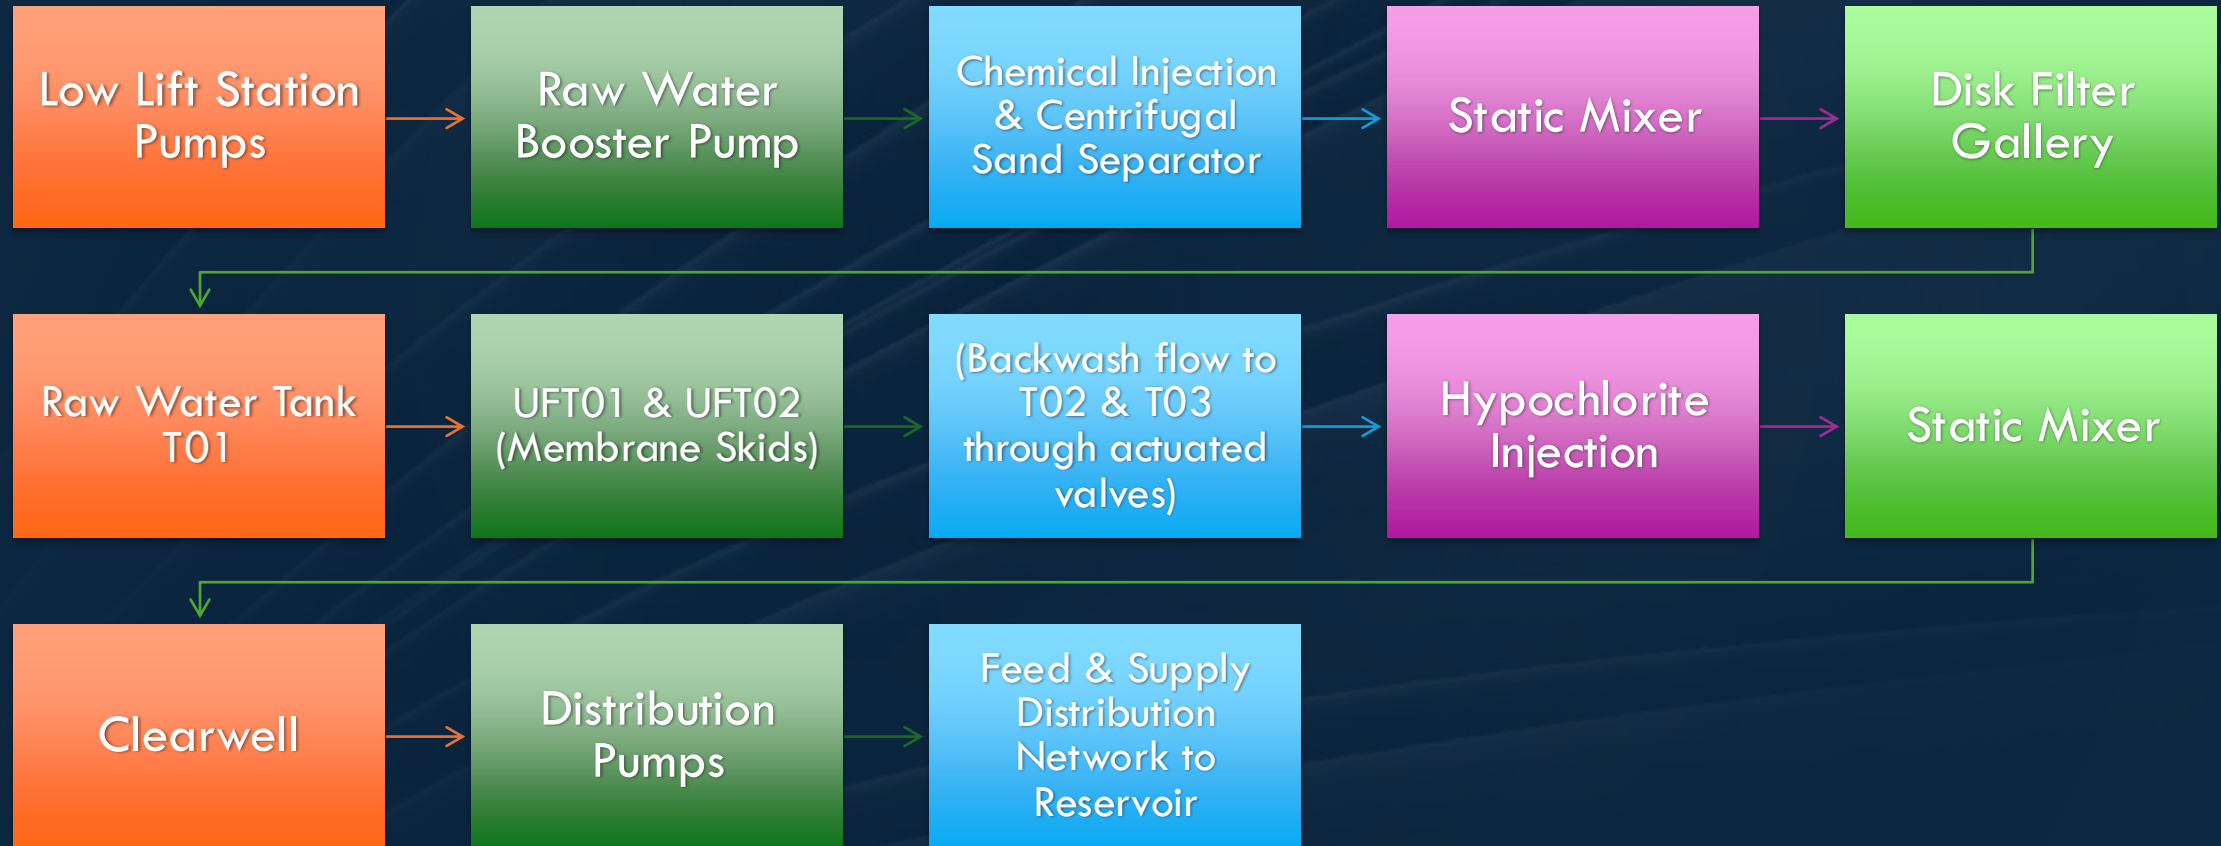 Low Lift Station
Pumps
Raw Water
Booster Pump
Chemical Injection
& Centrifugal
Sand Separator
Static Mixer
Disk Filter
Gallery
Raw Water Tank
T01
UFT01 & UFT02
(Membrane Skids)
(Backwash flow to
T02 & T03
through actuated
valves)
Hypochlorite
Injection
Static Mixer
Clearwell
Distribution
Pumps
Feed & Supply
Distribution
Network to
Reservoir